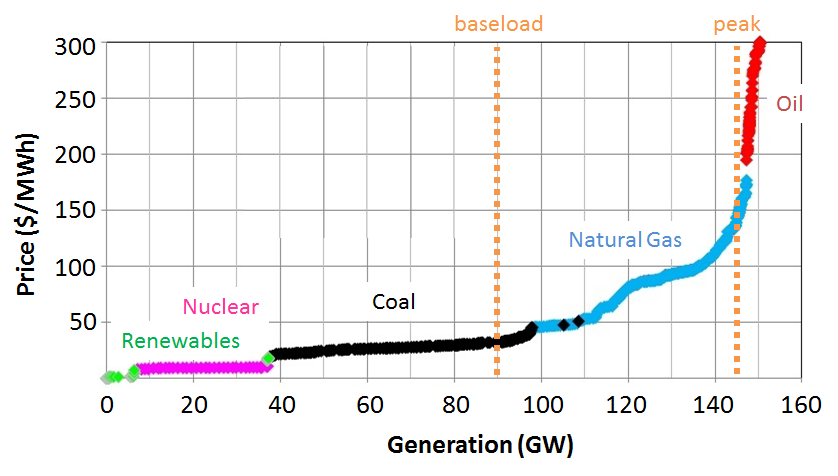 baseload
peak
300
250
200
150
100
50
Price ($/MWh)
Oil
Natural Gas
Coal
Nuclear
Renewables
0
20
40
60
80
100
120
140
160
Generation (GW)